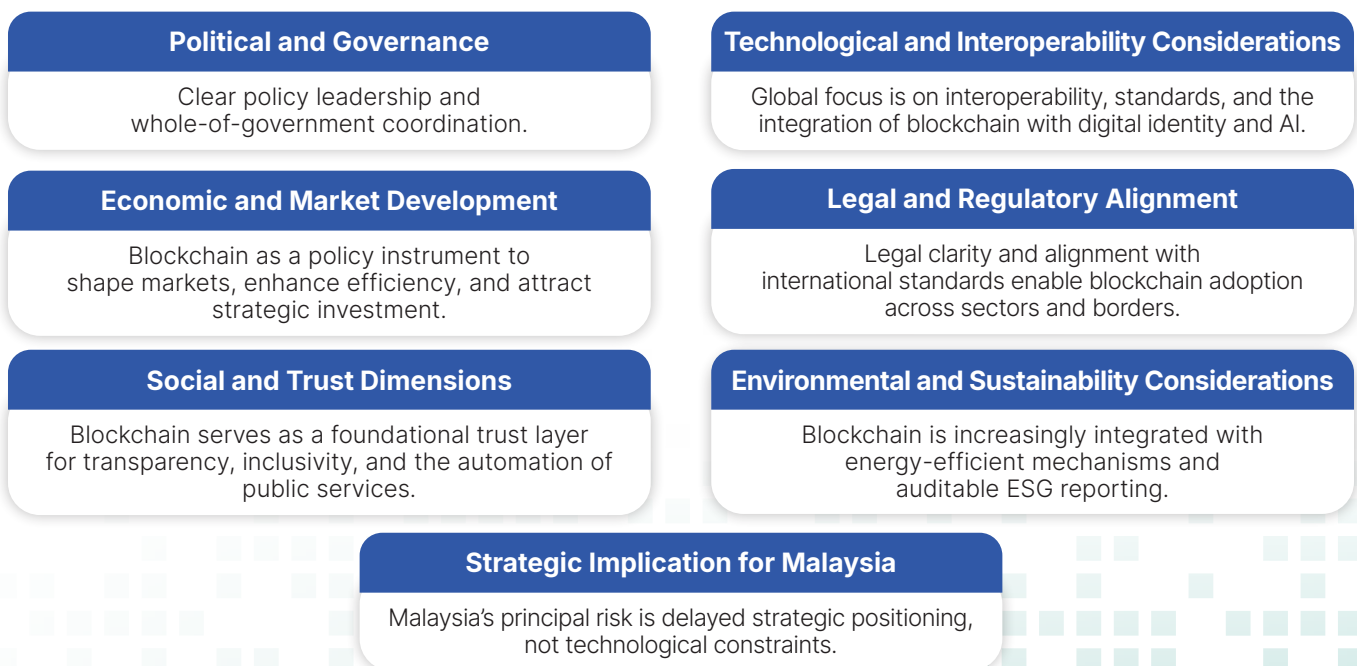 Political and Governance
Clear policy leadership and
whole-of-government coordination.
Technological and Interoperability Considerations
Global focus is on interoperability, standards, and the
integration of blockchain with digital identity and AI.
Economic and Market Development
Blockchain as a policy instrument to
shape markets, enhance efficiency, and attract
strategic investment.
Legal and Regulatory Alignment
Legal clarity and alignment with
international standards enable blockchain adoption
across sectors and borders.
Social and Trust Dimensions
Blockchain serves as a foundational trust layer
for transparency, inclusivity, and the automation of
public services.
Environmental and Sustainability Considerations
Blockchain is increasingly integrated with
energy-efficient mechanisms and
auditable ESG reporting.
Strategic Implication for Malaysia
Malaysia’s principal risk is delayed strategic positioning,
not technological constraints.